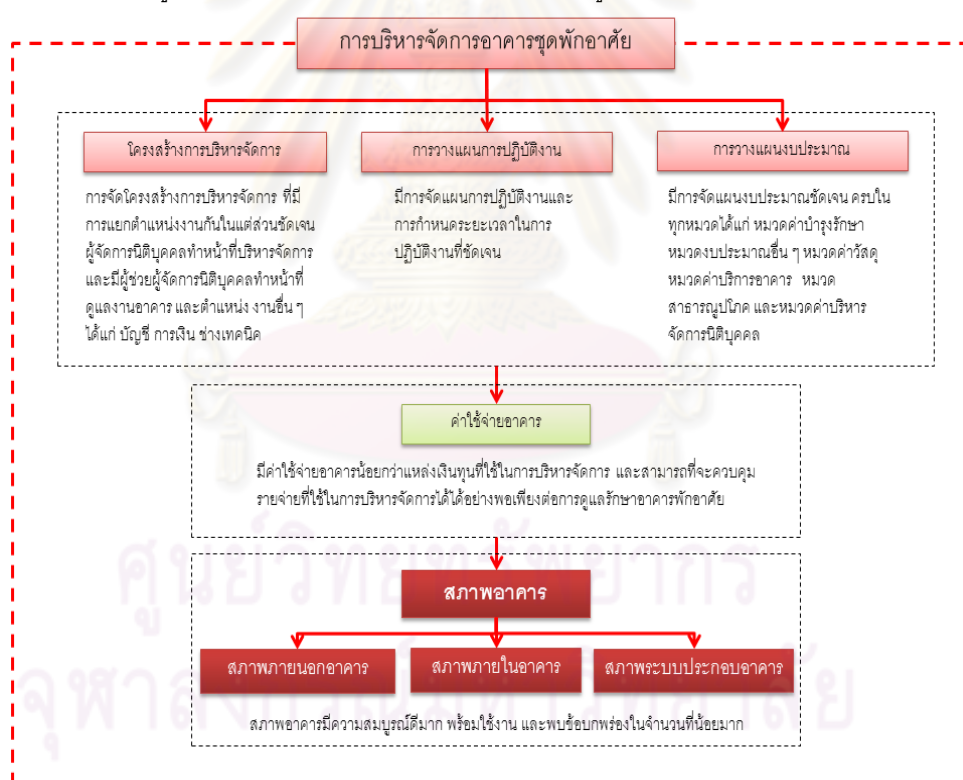 การบริหารจัดการอาคารชุดพักอาศัย
โครงสร้างการบริหารจัดการ
การจัดโครงสร้างการบริหารจัดการ ที่มี
การแยกตำแหน่งงานกันในแต่ส่วนชัดเจน
ผู้จัดการนิติบุคคลทำหน้าที่บริหารจัดการ
และมีผู้ช่วยผู้จัดการนิติบุคคลทำหน้าที่
ดูแลงานอาคาร และตำแหน่ง งานอื่น ๆ
ได้แก่ บัญชี การเงิน ช่างเทคนิค
การวางแผนการปฏิบัติงาน
มีการจัดแผนการปฏิบัติงานและ
การกำหนดระยะเวลาในการ
ปฏิบัติงานที่ชัดเจน
การวางแผนงบประมาณ
มีการจัดแผนงบประมาณชัดเจน ครบใน
ทุกหมวดได้แก่ หมวดค่าบำรุงรักษา
หมวดงบประมาณอื่น ๆ หมวดค่าวัสดุ
หมวดค่าบริการอาคาร หมวด
สาธารณูปโภค และหมวดค่าบริหาร
จัดการนิติบุคคล
ค่าใช้จ่ายอาคาร
มีค่าใช้จ่ายอาคารน้อยกว่าแหล่งเงินทุนที่ใช้ในการบริหารจัดการ และสามารถที่จะควบคุม
รายจ่ายที่ใช้ในการบริหารจัดการได้ได้อย่างพอเพียงต่อการดูแลรักษาอาคารพักอาศัย
สภาพอาคาร
สภาพภายนอกอาคาร
สภาพภายในอาคาร
สภาพระบบประกอบอาคาร
สภาพอาคารมีความสมบูรณ์ดีมาก พร้อมใช้งาน และพบข้อบกพร่องในจำนวนที่น้อยมาก
ศูนย์วิทยทรัพยากร
จุฬาลงกรณ์มหาวิทยาลัย